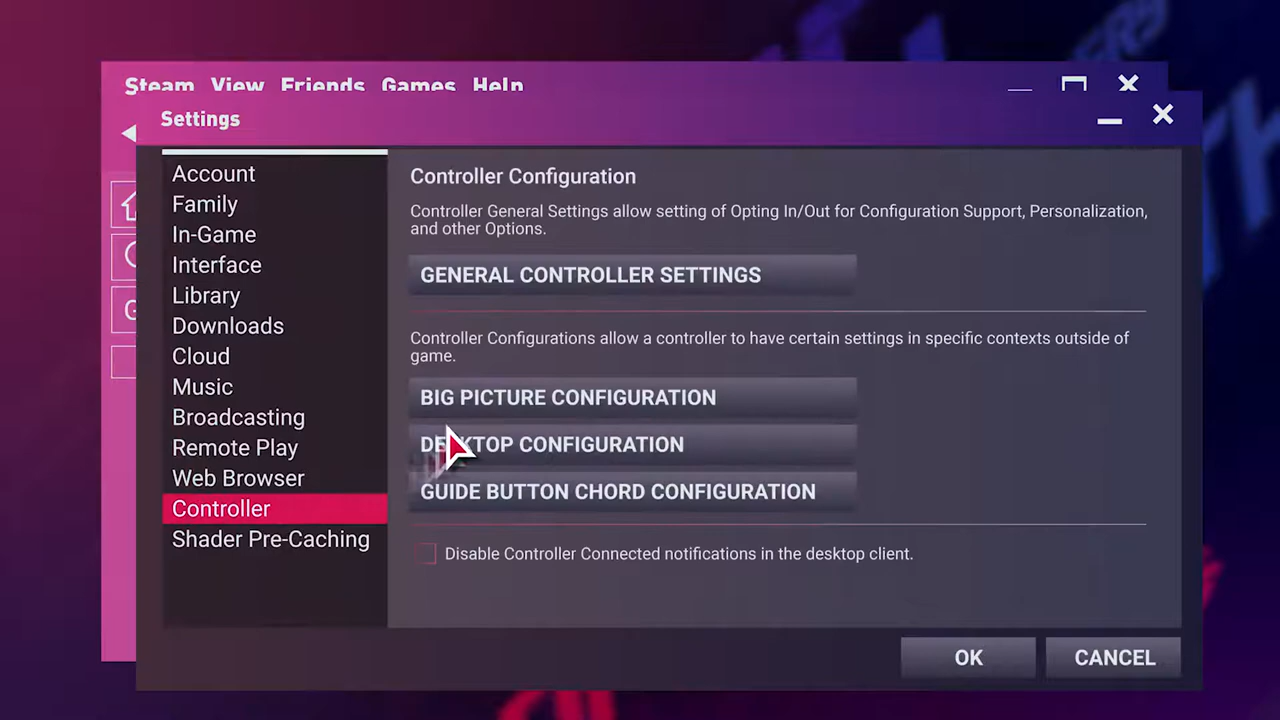 Steam View Friends Games Help
Settings
Account
Family
In-Game
Interface
Library
Downloads
Cloud
Music
Broadcasting
Remote Play
Web Browser
Controller
Shader Pre-Caching
Controller Configuration
Controller General Settings allow setting of Opting In/Out for Configuration Support, Personalization,
and other Options.
GENERAL CONTROLLER SETTINGS
Controller Configurations allow a controller to have certain settings in specific contexts outside of
game.
BIG PICTURE CONFIGURATION
DESKTOP CONFIGURATION
GUIDE BUTTON CHORD CONFIGURATION
Disable Controller Connected notifications in the desktop client.
OK CANCEL